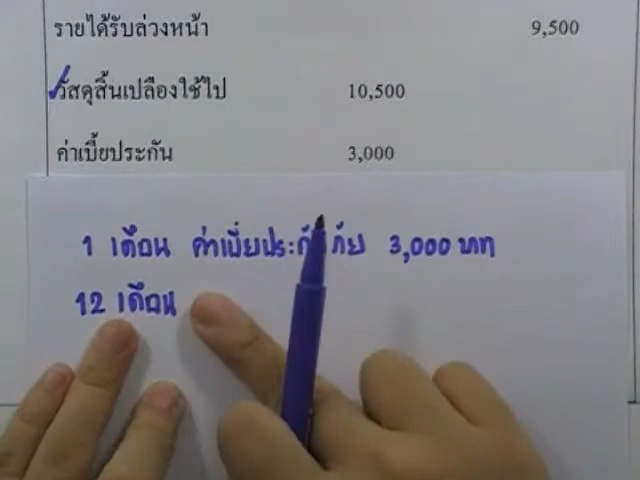 รายได้รับล่วงหน้า 9,500
วัสดุสิ้นเปลืองใช้ไป 10,500
ค่าเบี้ยประกัน 3,000
1 เดือน ค่าเบี้ยประกันภัย 3,000 บาท
12 เดือน